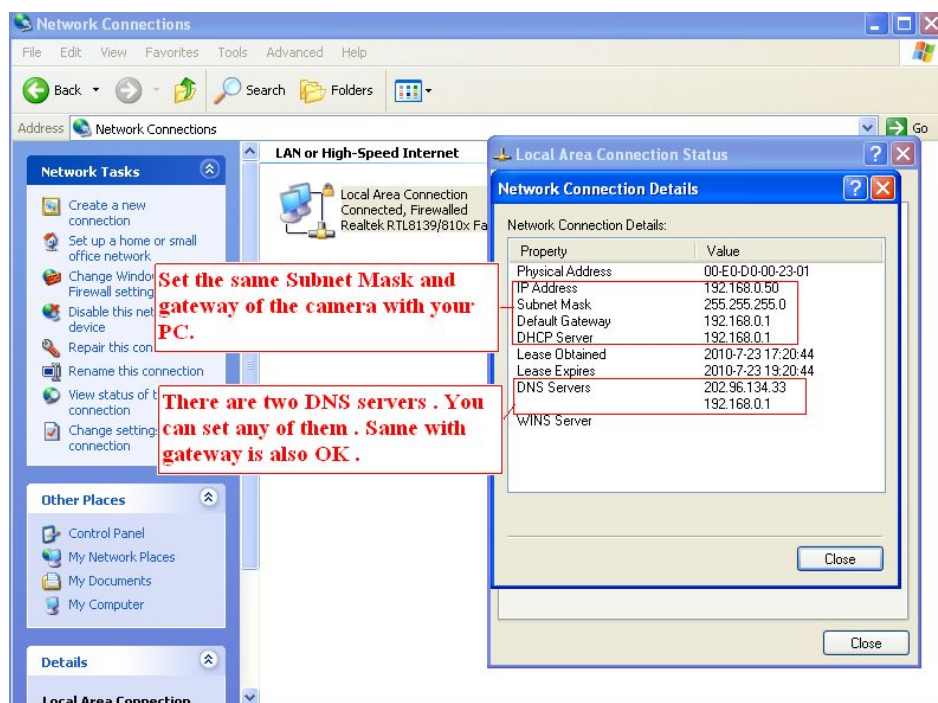 Network Connections
File Edit View Favorites Tools Advanced Help
Back Search Folders
Address Network Connections Go
Network Tasks
Create a new
connection
Set up a home or small
office network
Change Windo
Firewall setting
Disable this net
device
Repair this con
Rename this connection
View status of t
connection
Change setting
connection
Other Places
Control Panel
My Network Places
My Documents
My Computer
Details
Local Area Connection
LAN or High-Speed Internet
Local Area Connection
Connected, Firewalled
Realtek RTL8139/810x Fa
Set the same Subnet Mask and
gateway of the camera with your
PC.
There are two DNS servers . You
can set any of them . Same with
gateway is also OK .
Local Area Connection Status
Network Connection Details
Network Connection Details:
Property Value
Physical Address 00-E0-D0-00-23-01
IP Address 192.168.0.50
Subnet Mask 255.255.255.0
Default Gateway 192.168.0.1
DHCP Server 192.168.0.1
Lease Obtained 2010-7-23 17:20:44
Lease Expires 2010-7-23 19:20:44
DNS Servers 202.96.134.33
192.168.0.1
WINS Server
Close
Close